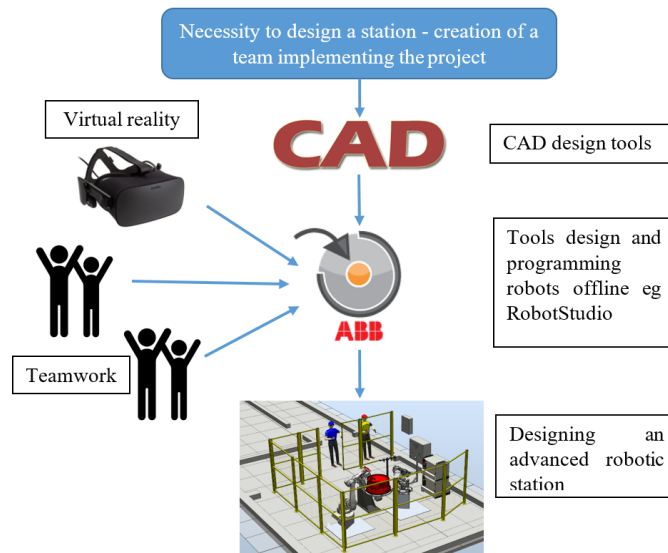 Necessity to design a station - creation of a
team implementing the project
Virtual reality
CAD
CAD design tools
Tools design and
programming
robots offline eg
RobotStudio
ABB
Teamwork
Designing an
advanced robotic
station